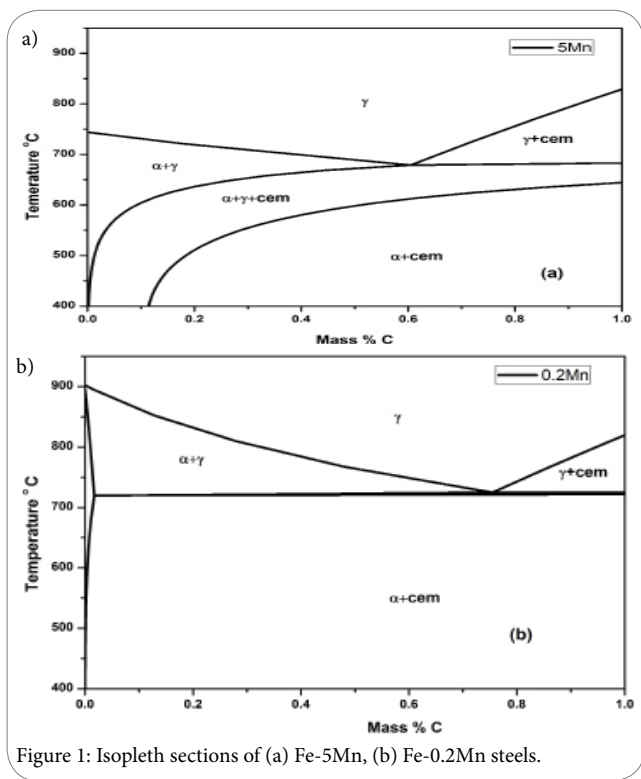 a)
5Mn
900
800
700
600
500
400
Temerature °C
γ
γ+cem
α+γ
α+γ+cem
α+cem
(a)
0.0
0.2
0.4
0.6
0.8
1.0
Mass % C
b)
0.2Mn
900
800
700
600
500
400
Temperature °C
γ
α+γ
γ+cem
α+cem
(b)
0.0
0.2
0.4
0.6
0.8
1.0
Mass % C
Figure 1: Isopleth sections of (a) Fe-5Mn, (b) Fe-0.2Mn steels.